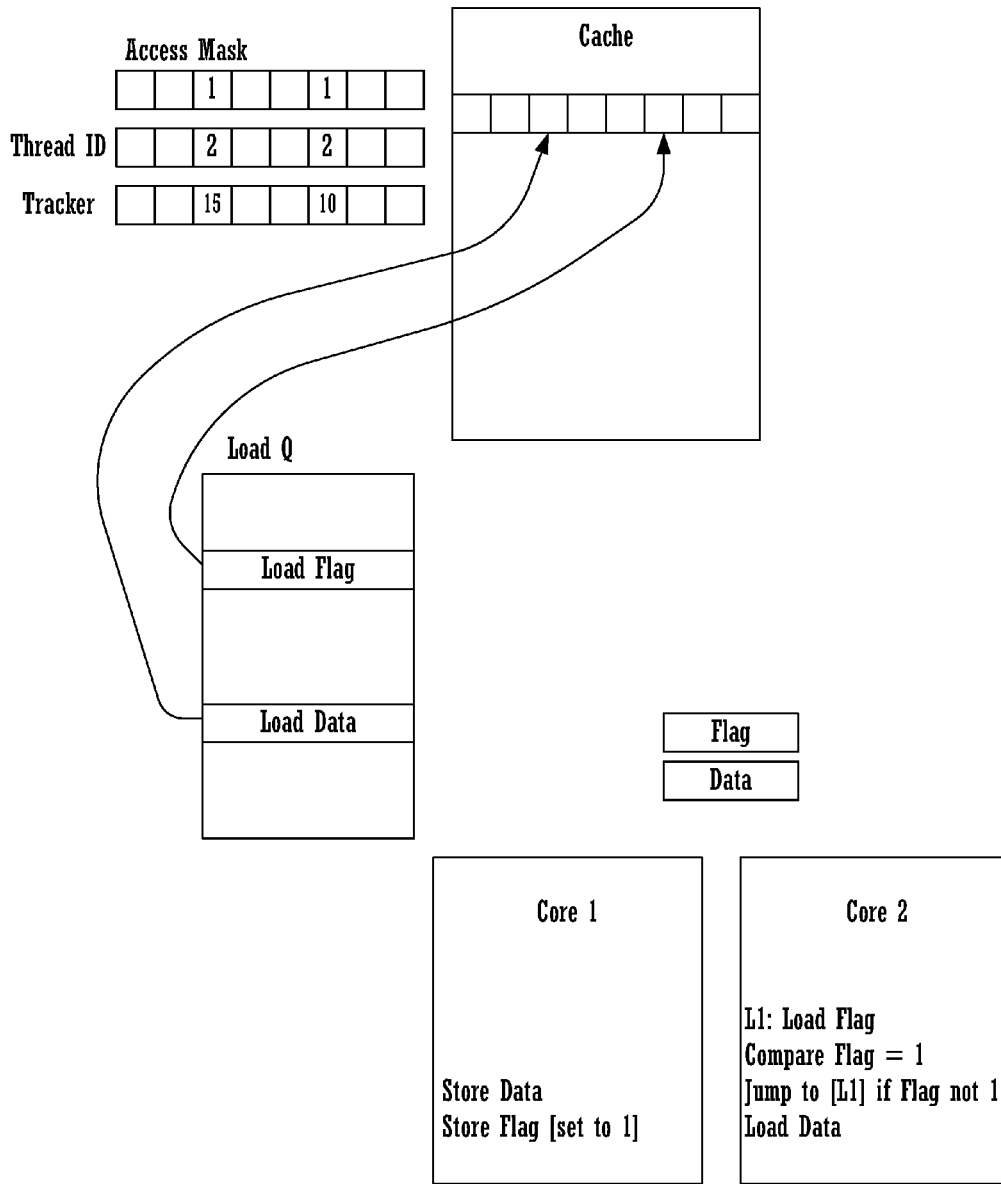 Cache
Access Mask
1 1
Thread ID 2 2
Tracker 15 10
Load Q
Load Flag
Load Data
Flag
Data
Core 1
Store Data
Store Flag [set to 1]
Core 2
L1: Load Flag
Compare Flag = 1
Jump to [L1] if Flag not 1
Load Data